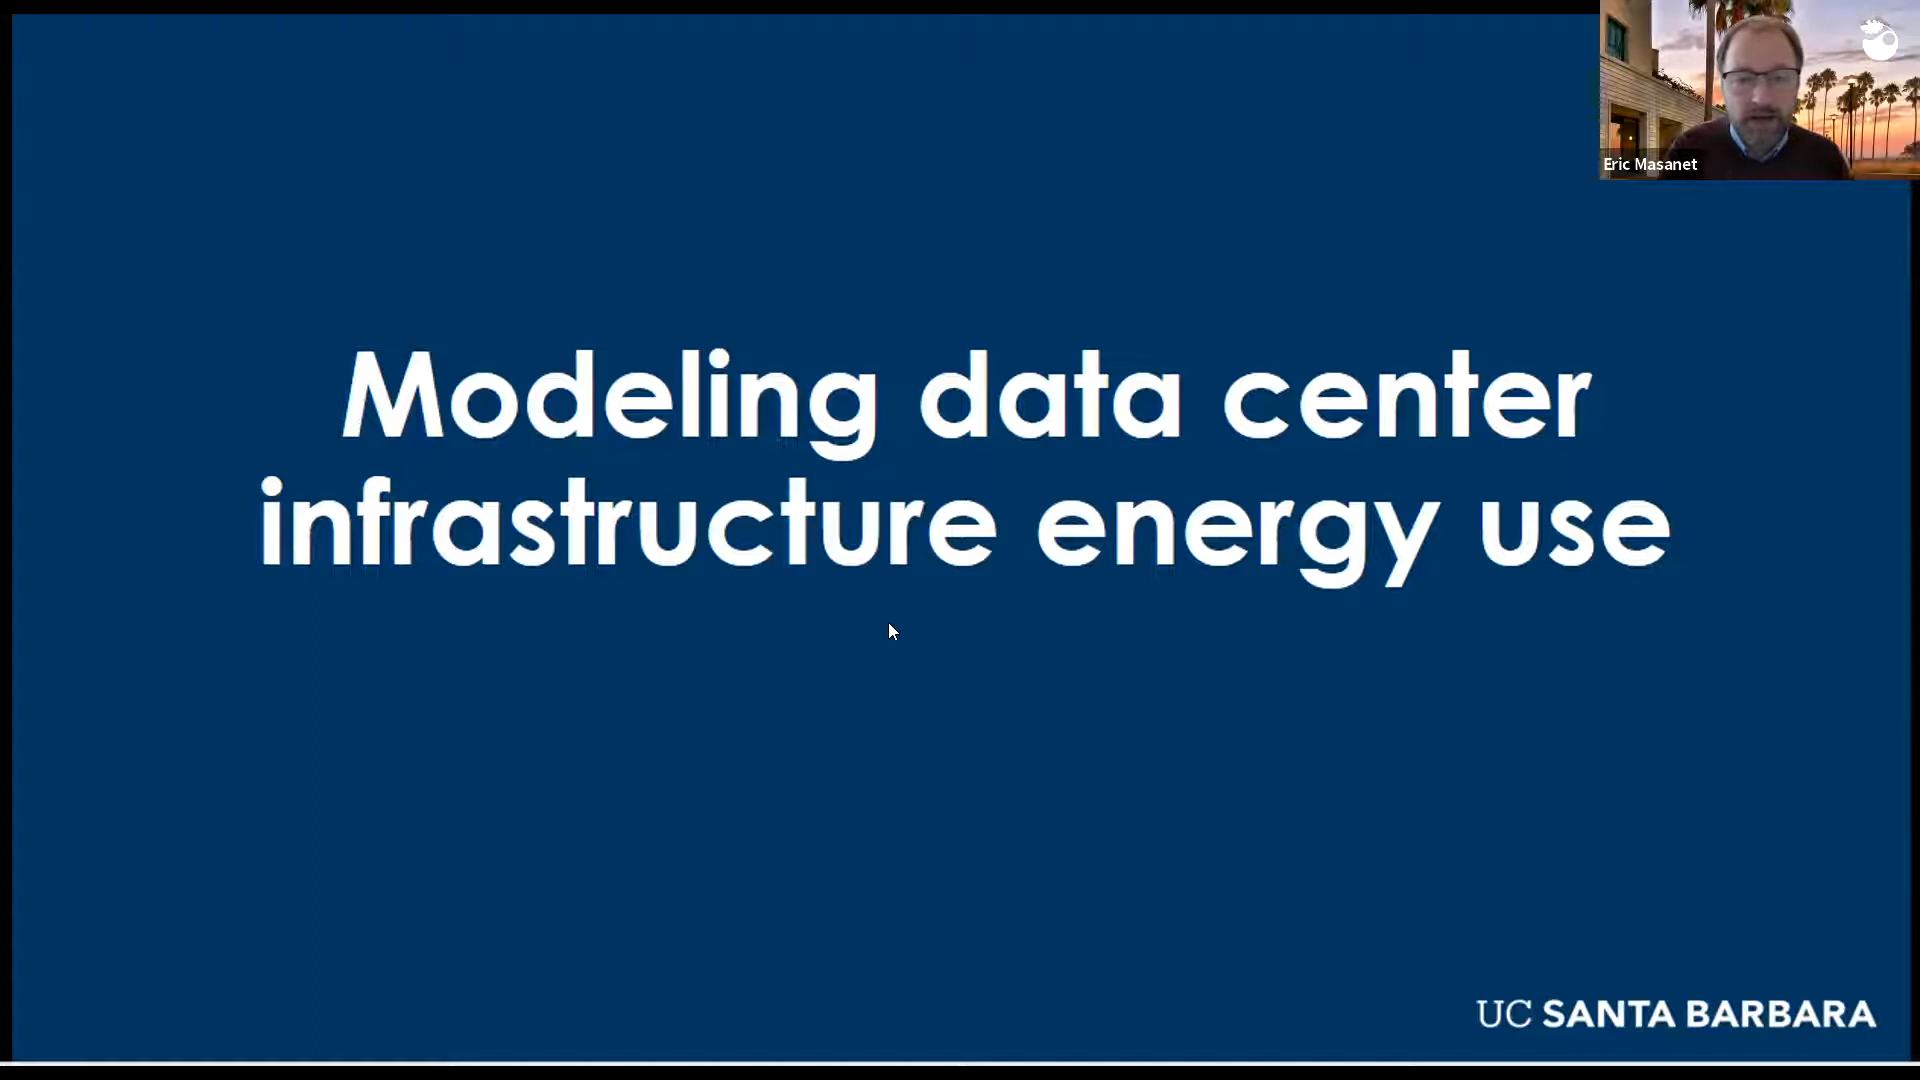 Eric Masanet
Modeling data center
infrastructure energy use
UC SANTA BARBARA